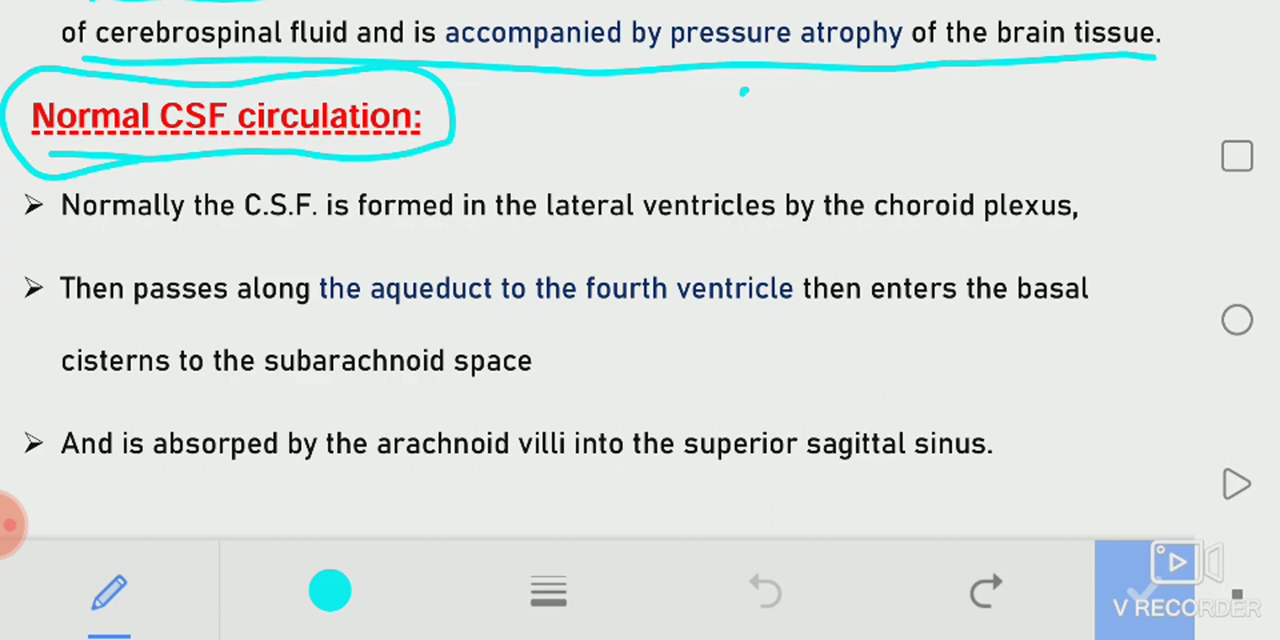 of cerebrospinal fluid and is accompanied by pressure atrophy of the brain tissue.
Normal CSF circulation:
➢ Normally the C.S.F. is formed in the lateral ventricles by the choroid plexus,
➢ Then passes along the aqueduct to the fourth ventricle then enters the basal
cisterns to the subarachnoid space
➢ And is absorped by the arachnoid villi into the superior sagittal sinus.
V RECORDER